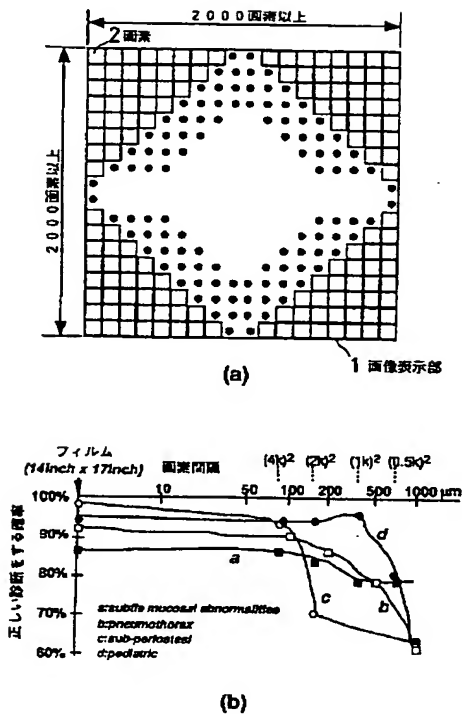 2000画素以上
2画素
2000画素以上
1 画像表示部
(a)
フィルム
(14inch x 17inch)
画素間隔
(4k)² (2k)² (1k)² (0.5k)²
10 50 100 500 1000 μm
正しい診断をする確率
100%
90%
80%
70%
60%
a
b
c
d
a:subtle mucosal abnormalities
b:pneumothorax
c:sub-periosteal
d:pediatric
(b)